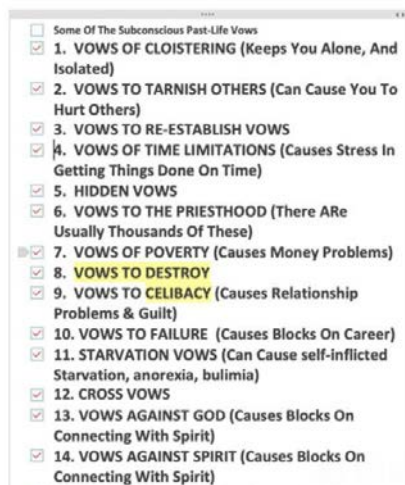 Some Of The Subconscious Past-Life Vows
1. VOWS OF CLOISTERING (Keeps You Alone, And
Isolated)
2. VOWS TO TARNISH OTHERS (Can Cause You To
Hurt Others)
3. VOWS TO RE-ESTABLISH VOWS
4. VOWS OF TIME LIMITATIONS (Causes Stress In
Getting Things Done On Time)
5. HIDDEN VOWS
6. VOWS TO THE PRIESTHOOD (There ARe
Usually Thousands Of These)
7. VOWS OF POVERTY (Causes Money Problems)
8. VOWS TO DESTROY
9. VOWS TO CELIBACY (Causes Relationship
Problems & Guilt)
10. VOWS TO FAILURE (Causes Blocks On Career)
11. STARVATION VOWS (Can Cause self-inflicted
Starvation, anorexia, bulimia)
12. CROSS VOWS
13. VOWS AGAINST GOD (Causes Blocks On
Connecting With Spirit)
14. VOWS AGAINST SPIRIT (Causes Blocks On
Connecting With Spirit)